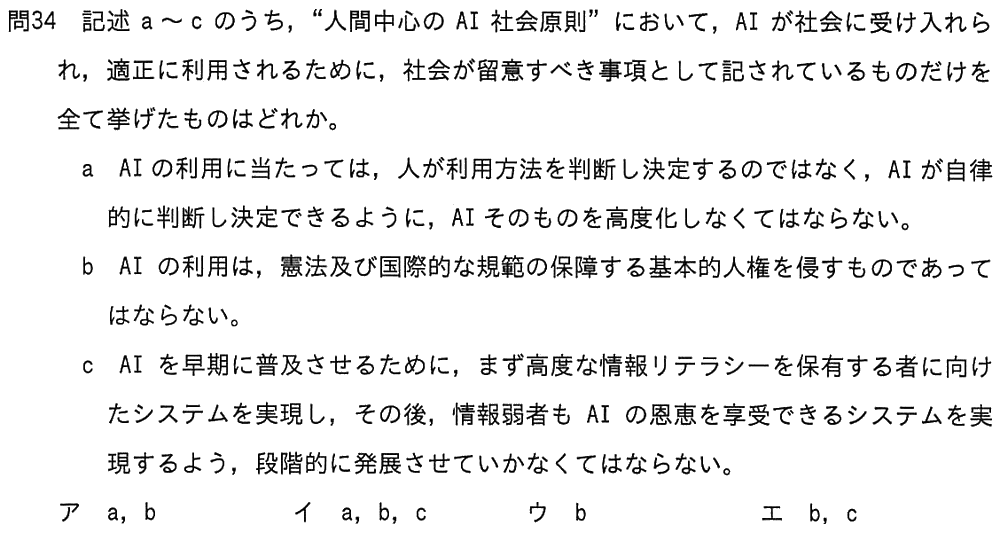 問34　記述 a ～ c のうち，“人間中心の AI 社会原則” において，AI が社会に受け入れら
れ，適正に利用されるために，社会が留意すべき事項として記されているものだけを
全て挙げたものはどれか。
a　AI の利用に当たっては，人が利用方法を判断し決定するのではなく，AI が自律
的に判断し決定できるように，AI そのものを高度化しなくてはならない。
b　AI の利用は，憲法及び国際的な規範の保障する基本的人権を侵すものであって
はならない。
c　AI を早期に普及させるために，まず高度な情報リテラシーを保有する者に向け
たシステムを実現し，その後，情報弱者も AI の恩恵を享受できるシステムを実
現するよう，段階的に発展させていかなくてはならない。
ア　a，b　　イ　a，b，c　　ウ　b　　エ　b，c